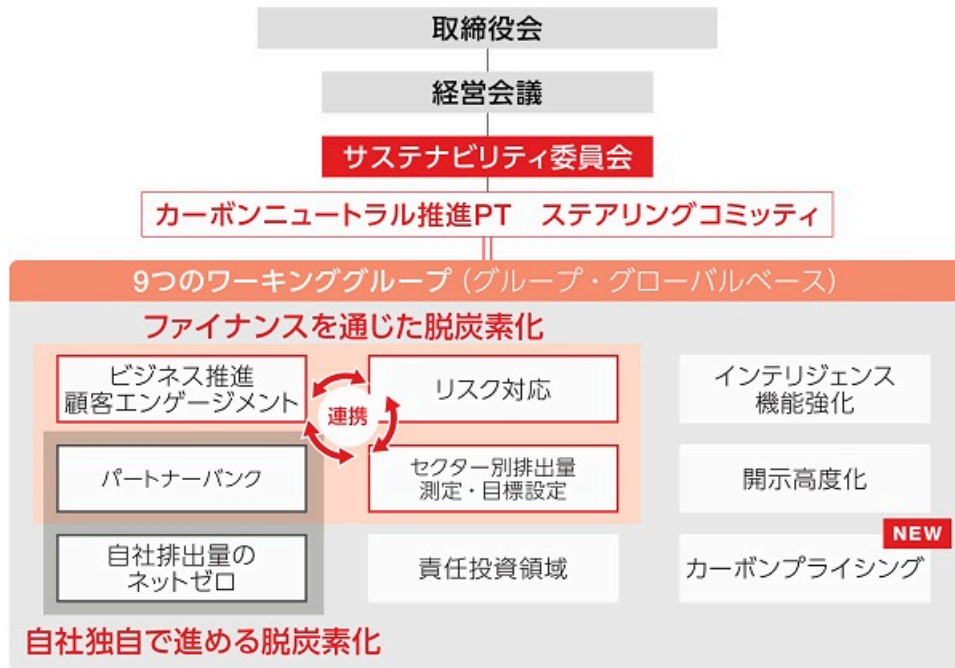 取締役会
経営会議
サステナビリティ委員会
カーボンニュートラル推進PT　ステアリングコミッティ
9つのワーキンググループ（グループ・グローバルベース）
ファイナンスを通じた脱炭素化
ビジネス推進
顧客エンゲージメント
連携
リスク対応
インテリジェンス
機能強化
パートナーバンク
セクター別排出量
測定・目標設定
開示高度化
自社排出量の
ネットゼロ
責任投資領域
NEW
カーボンプライシング
自社独自で進める脱炭素化